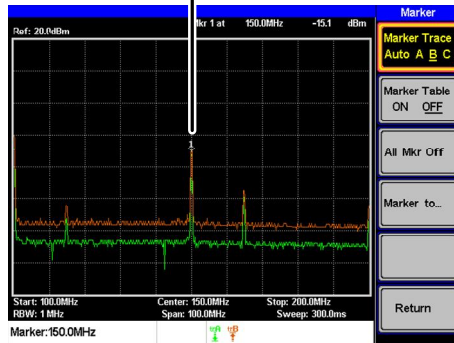 Marker
Mkr 1 at 150.0MHz -15.1 dBm
Ref: 20.0dBm
Marker Trace
Auto A B C
Marker Table
ON OFF
1
All Mkr Off
Marker to...
Start: 100.0MHz Center: 150.0MHz Stop: 200.0MHz
RBW: 1 MHz Span: 100.0MHz Sweep: 300.0ms
Return
Marker:150.0MHz
trA trB